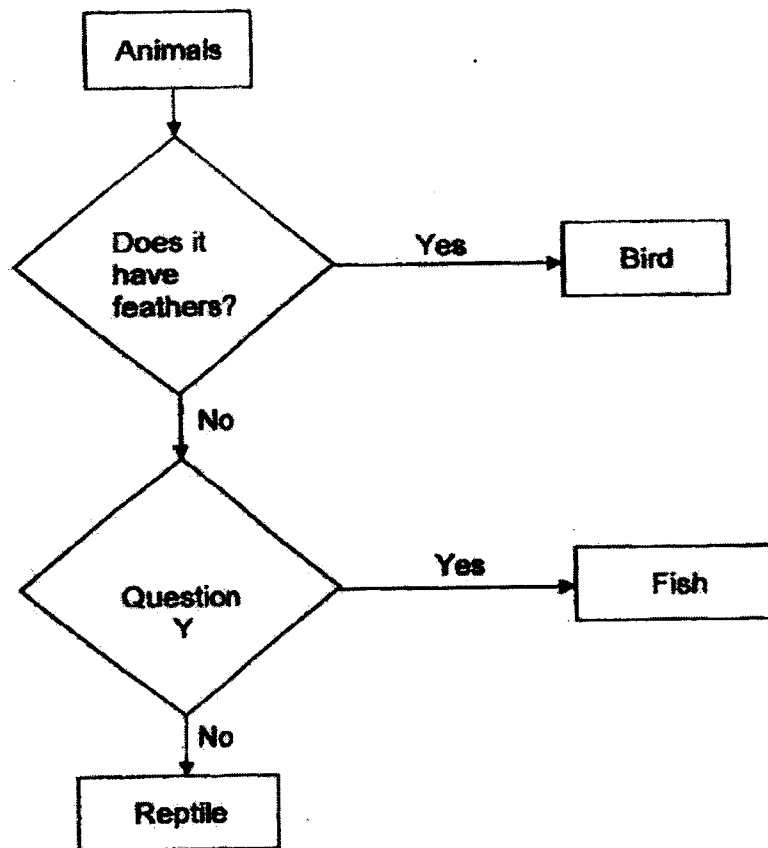 Animals
Does it
have
feathers?
Yes
Bird
No
Question
Y
Yes
Fish
No
Reptile